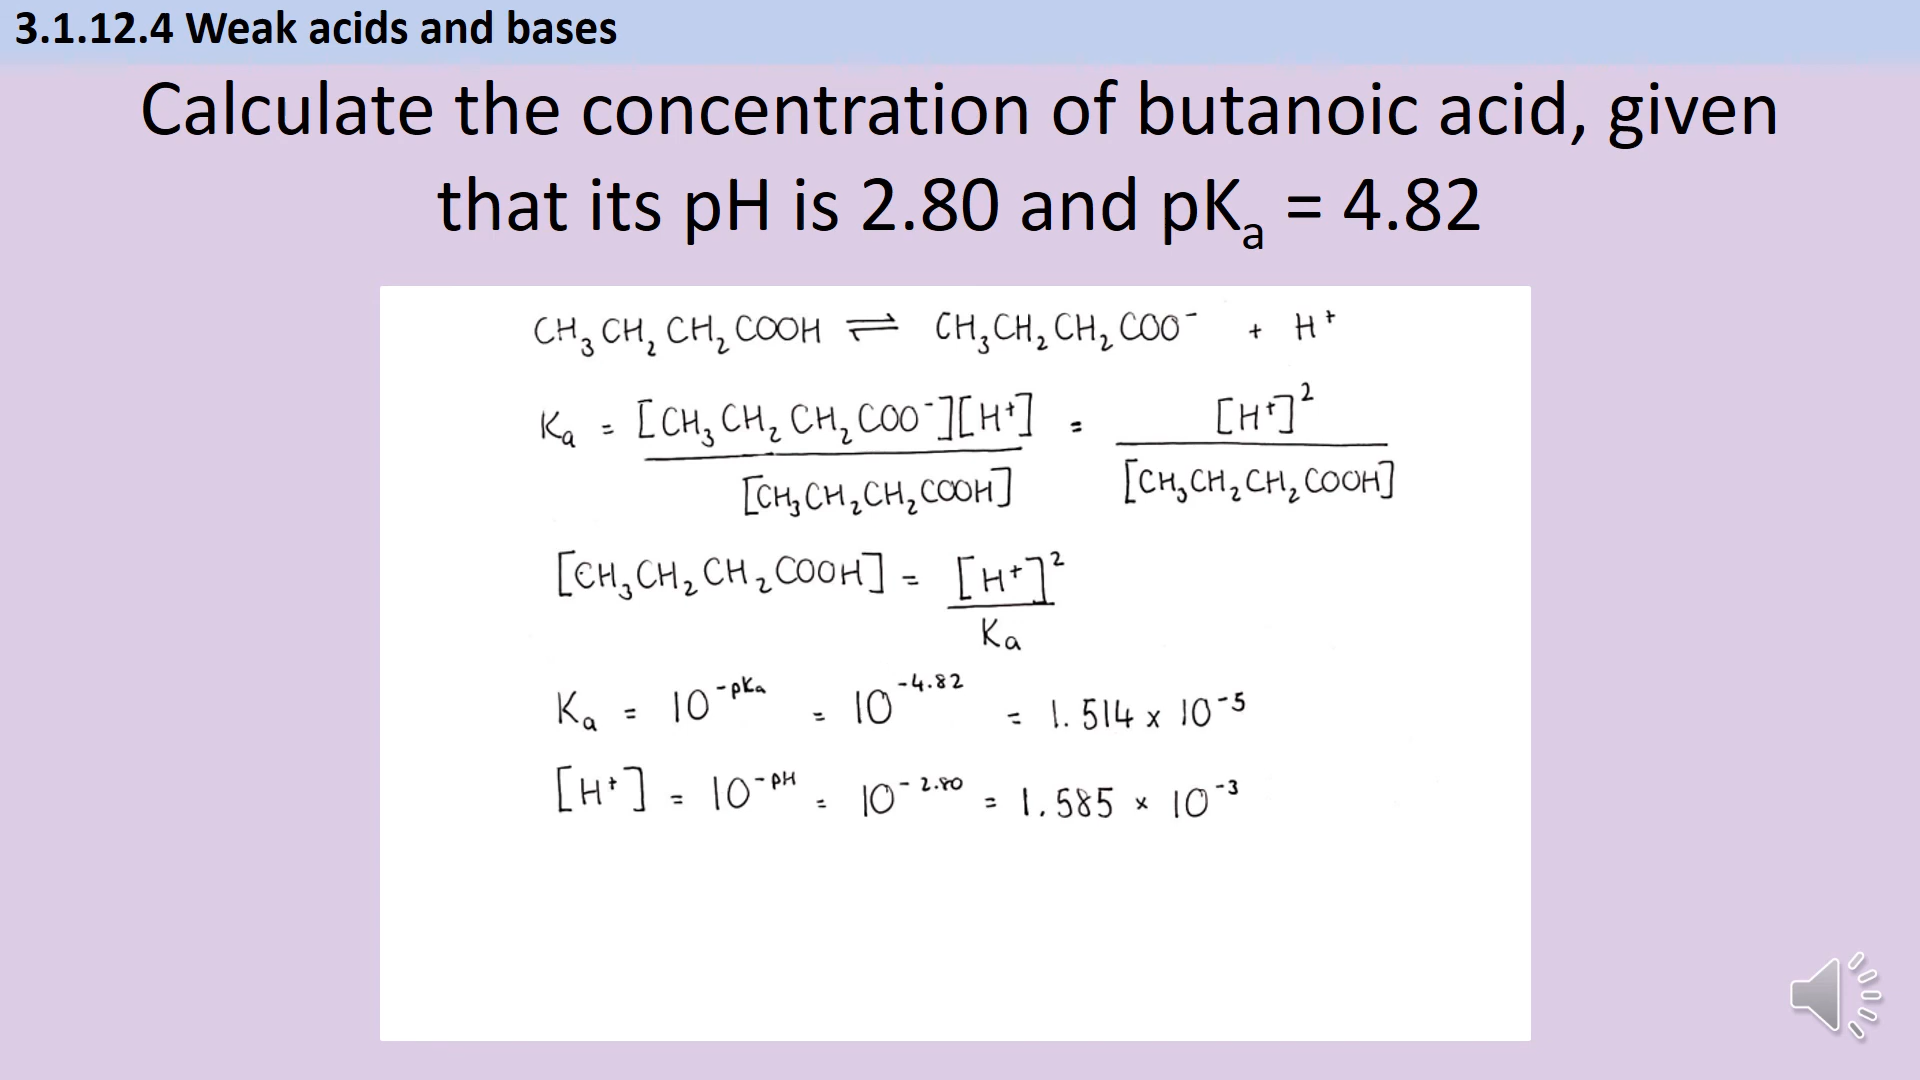 3.1.12.4 Weak acids and bases
Calculate the concentration of butanoic acid, given
that its pH is 2.80 and pKₐ = 4.82
CH₃CH₂CH₂COOH ⇌ CH₃CH₂CH₂COO⁻ + H⁺
Kₐ = [CH₃CH₂CH₂COO⁻][H⁺] = [H⁺]²
[CH₃CH₂CH₂COOH] [CH₃CH₂CH₂COOH]
[CH₃CH₂CH₂COOH] = [H⁺]²
Kₐ
Kₐ = 10^-pKa = 10^-4.82 = 1.514 x 10⁻⁵
[H⁺] = 10^-pH = 10^-2.80 = 1.585 x 10⁻³